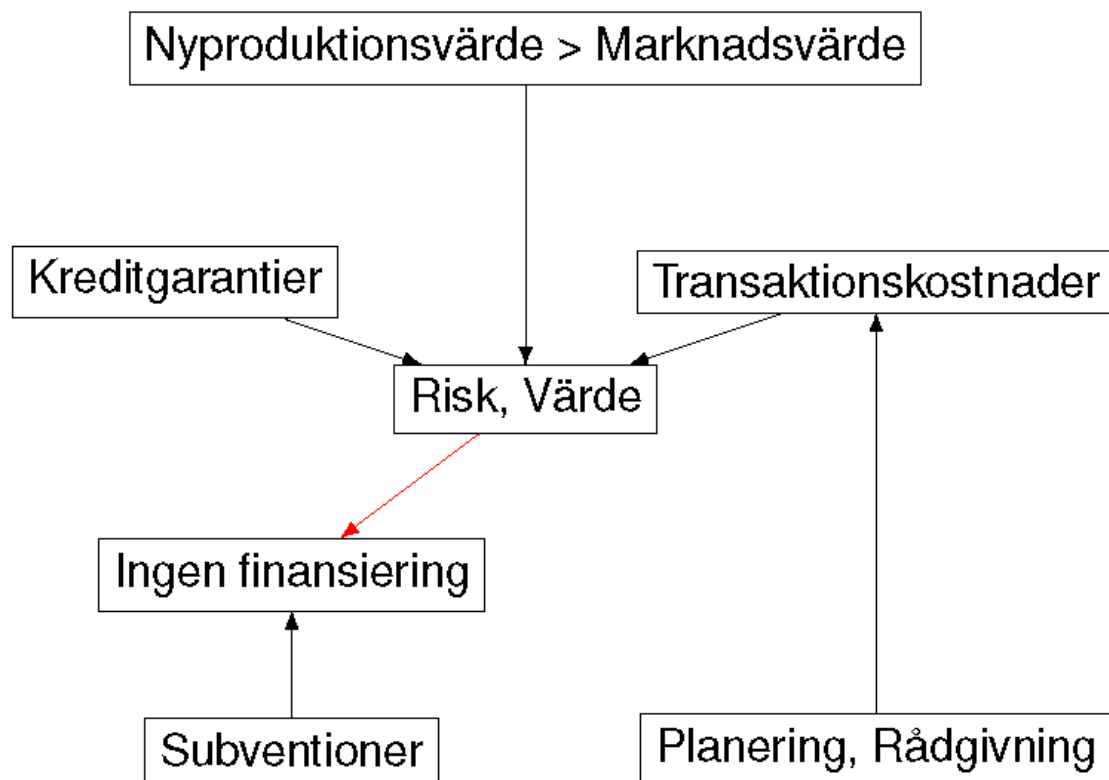 Nyproduktionsvärde > Marknadsvärde
Kreditgarantier
Transaktionskostnader
Risk, Värde
Ingen finansiering
Subventioner
Planering, Rådgivning